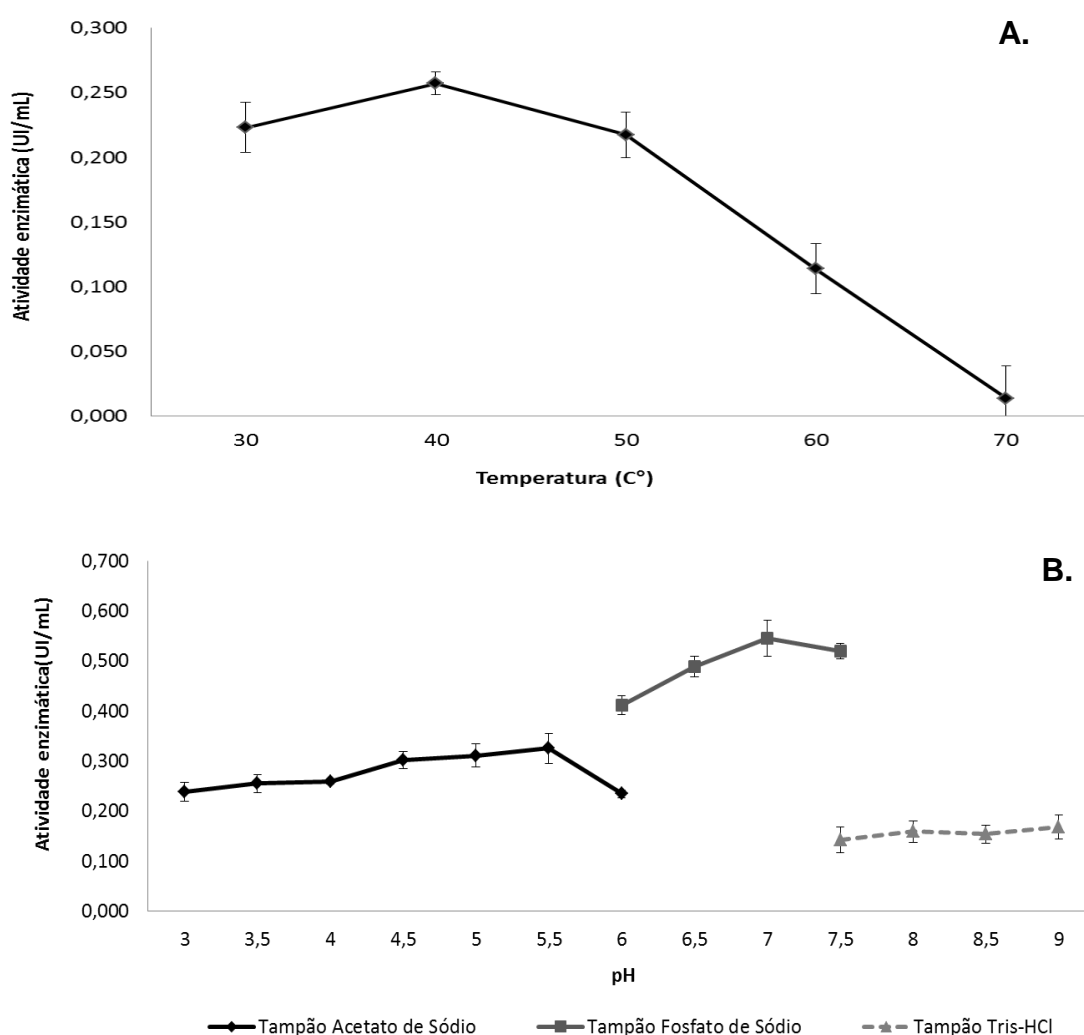 A.
Atividade enzimática (UI/mL)
0,300
0,250
0,200
0,150
0,100
0,050
0,000
30 40 50 60 70
Temperatura (Cº)
B.
Atividade enzimática(UI/mL)
0,700
0,600
0,500
0,400
0,300
0,200
0,100
0,000
3 3,5 4 4,5 5 5,5 6 6,5 7 7,5 8 8,5 9
pH
Tampão Acetato de Sódio Tampão Fosfato de Sódio Tampão Tris-HCl